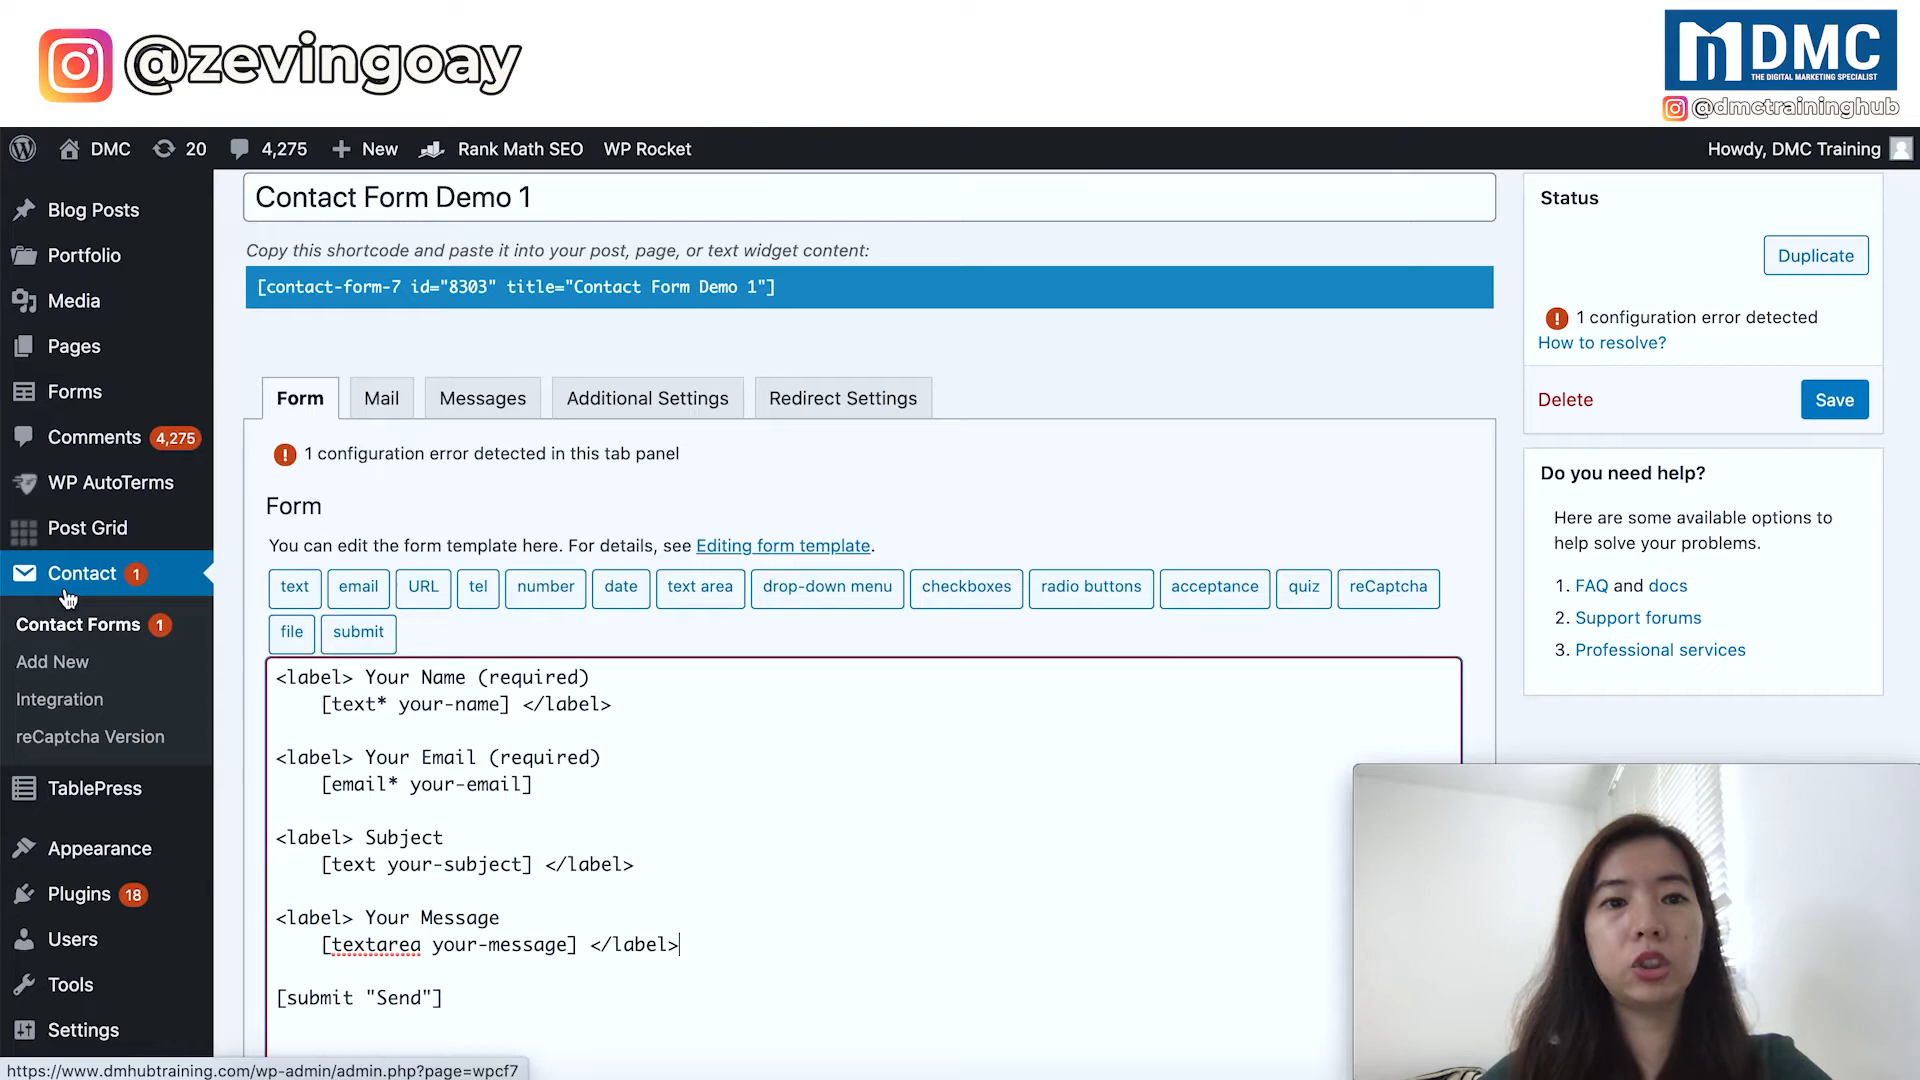 @zevingoay
DMC
THE DIGITAL MARKETING SPECIALIST
@dmctraininghub
DMC 20 4,275 New Rank Math SEO WP Rocket Howdy, DMC Training
Blog Posts
Portfolio
Media
Pages
Forms
Comments 4,275
WP AutoTerms
Post Grid
Contact 1
Contact Forms 1
Add New
Integration
reCaptcha Version
TablePress
Appearance
Plugins 18
Users
Tools
Settings
Contact Form Demo 1
Copy this shortcode and paste it into your post, page, or text widget content:
[contact-form-7 id="8303" title="Contact Form Demo 1"]
Form Mail Messages Additional Settings Redirect Settings
! 1 configuration error detected in this tab panel
Form
You can edit the form template here. For details, see Editing form template.
text email URL tel number date text area drop-down menu checkboxes radio buttons acceptance quiz reCaptcha
file submit
<label> Your Name (required)
[text* your-name] </label>
<label> Your Email (required)
[email* your-email]
<label> Subject
[text your-subject] </label>
<label> Your Message
[textarea your-message] </label>
[submit "Send"]
Status
Duplicate
! 1 configuration error detected
How to resolve?
Delete Save
Do you need help?
Here are some available options to
help solve your problems.
1. FAQ and docs
2. Support forums
3. Professional services
https://www.dmhubtraining.com/wp-admin/admin.php?page=wpcf7